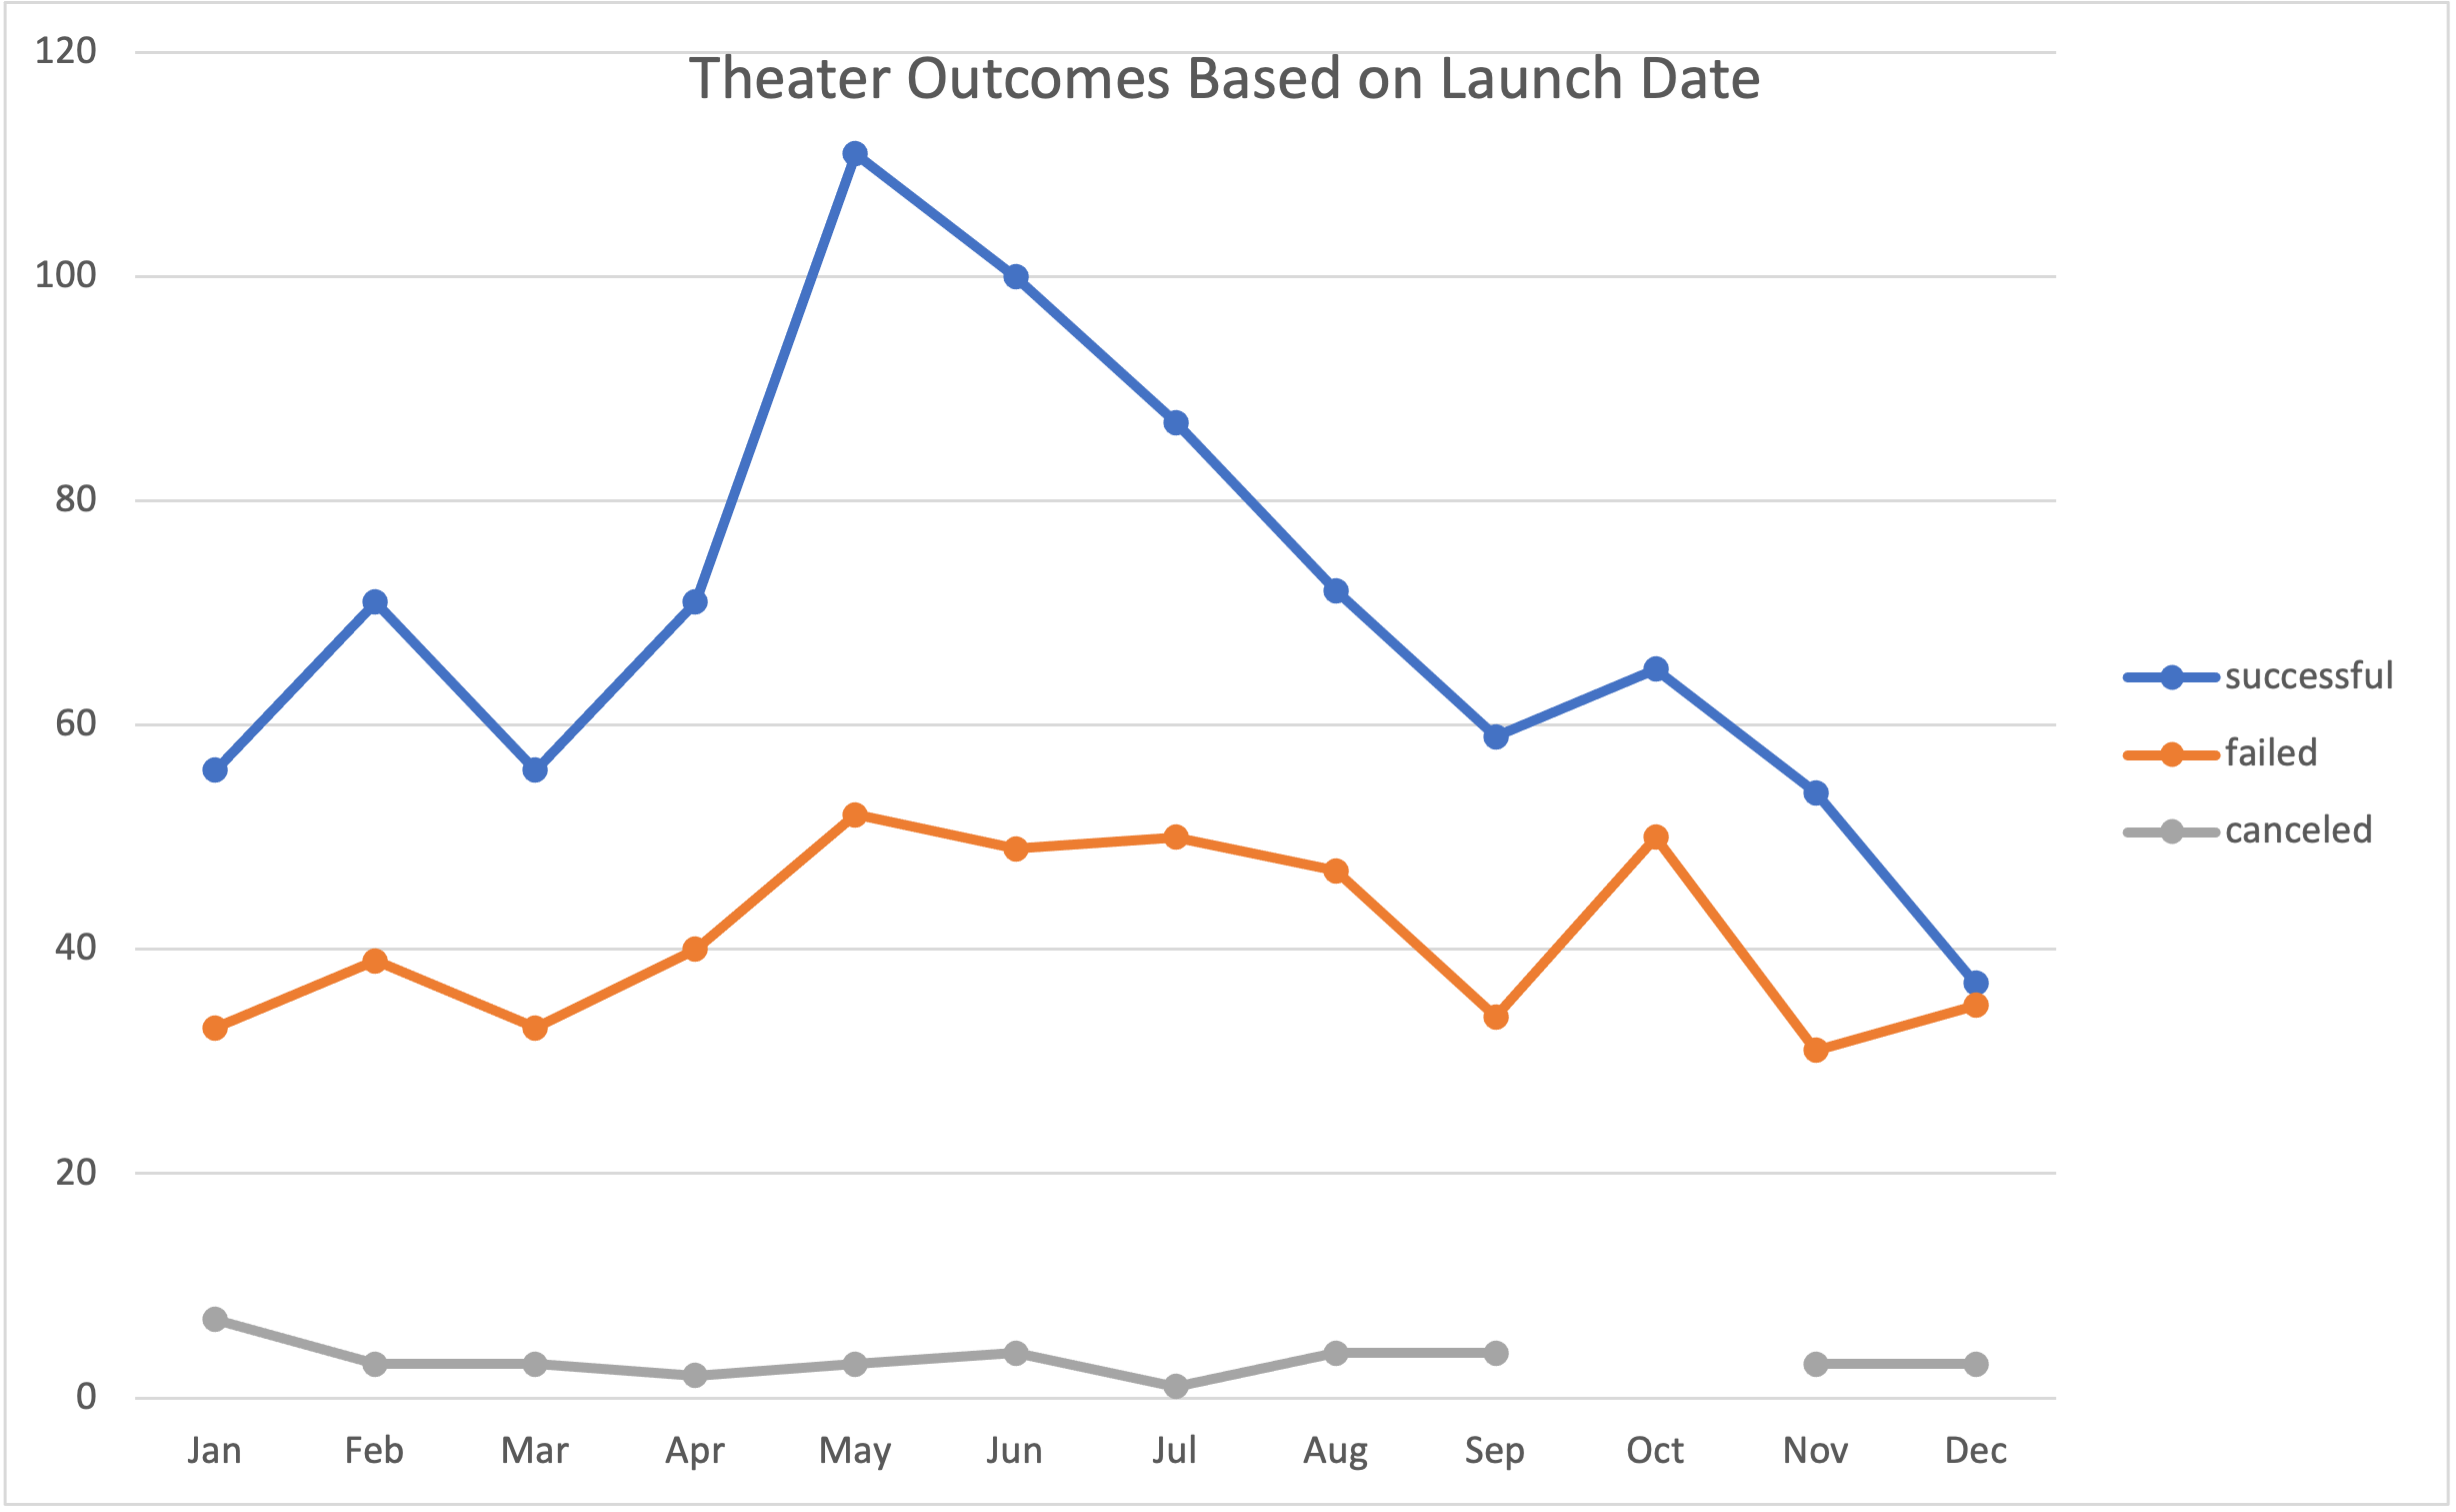 Theater Outcomes Based on Launch Date
120
100
80
60
40
20
0
Jan Feb Mar Apr May Jun Jul Aug Sep Oct Nov Dec
successful
failed
canceled